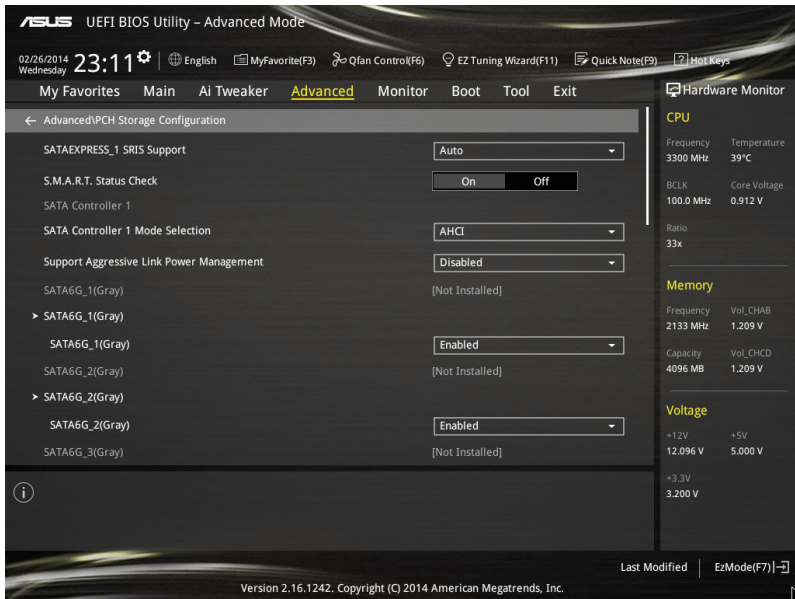 ASUS UEFI BIOS Utility – Advanced Mode
02/26/2014
Wednesday
23:11
English MyFavorite(F3) Qfan Control(F6) EZ Tuning Wizard(F11) Quick Note(F9) ? Hot Keys
My Favorites Main Ai Tweaker Advanced Monitor Boot Tool Exit
← Advanced\PCH Storage Configuration
SATAEXPRESS_1 SRIS Support Auto
S.M.A.R.T. Status Check On Off
SATA Controller 1
SATA Controller 1 Mode Selection AHCI
Support Aggressive Link Power Management Disabled
SATA6G_1(Gray) [Not Installed]
SATA6G_1(Gray)
SATA6G_1(Gray) Enabled
SATA6G_2(Gray) [Not Installed]
SATA6G_2(Gray)
SATA6G_2(Gray) Enabled
SATA6G_3(Gray) [Not Installed]
Hardware Monitor
CPU
Frequency Temperature
3300 MHz 39°C
BCLK Core Voltage
100.0 MHz 0.912 V
Ratio
33x
Memory
Frequency Vol_CHAB
2133 MHz 1.209 V
Capacity Vol_CHCD
4096 MB 1.209 V
Voltage
+12V +5V
12.096 V 5.000 V
+3.3V
3.200 V
i
Last Modified EzMode(F7)
Version 2.16.1242. Copyright (C) 2014 American Megatrends, Inc.